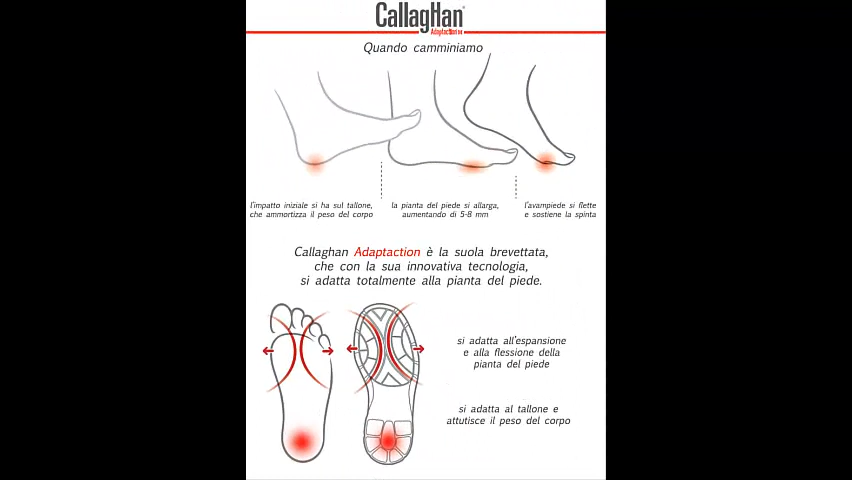 CallagHan
Adaptaction
Quando camminiamo
l'impatto iniziale si ha sul tallone,
che ammortizza il peso del corpo
la pianta del piede si allarga,
aumentando di 5-8 mm
l'avampiede si flette
e sostiene la spinta
Callaghan Adaptaction è la suola brevettata,
che con la sua innovativa tecnologia,
si adatta totalmente alla pianta del piede.
si adatta all'espansione
e alla flessione della
pianta del piede
si adatta al tallone e
attutisce il peso del corpo